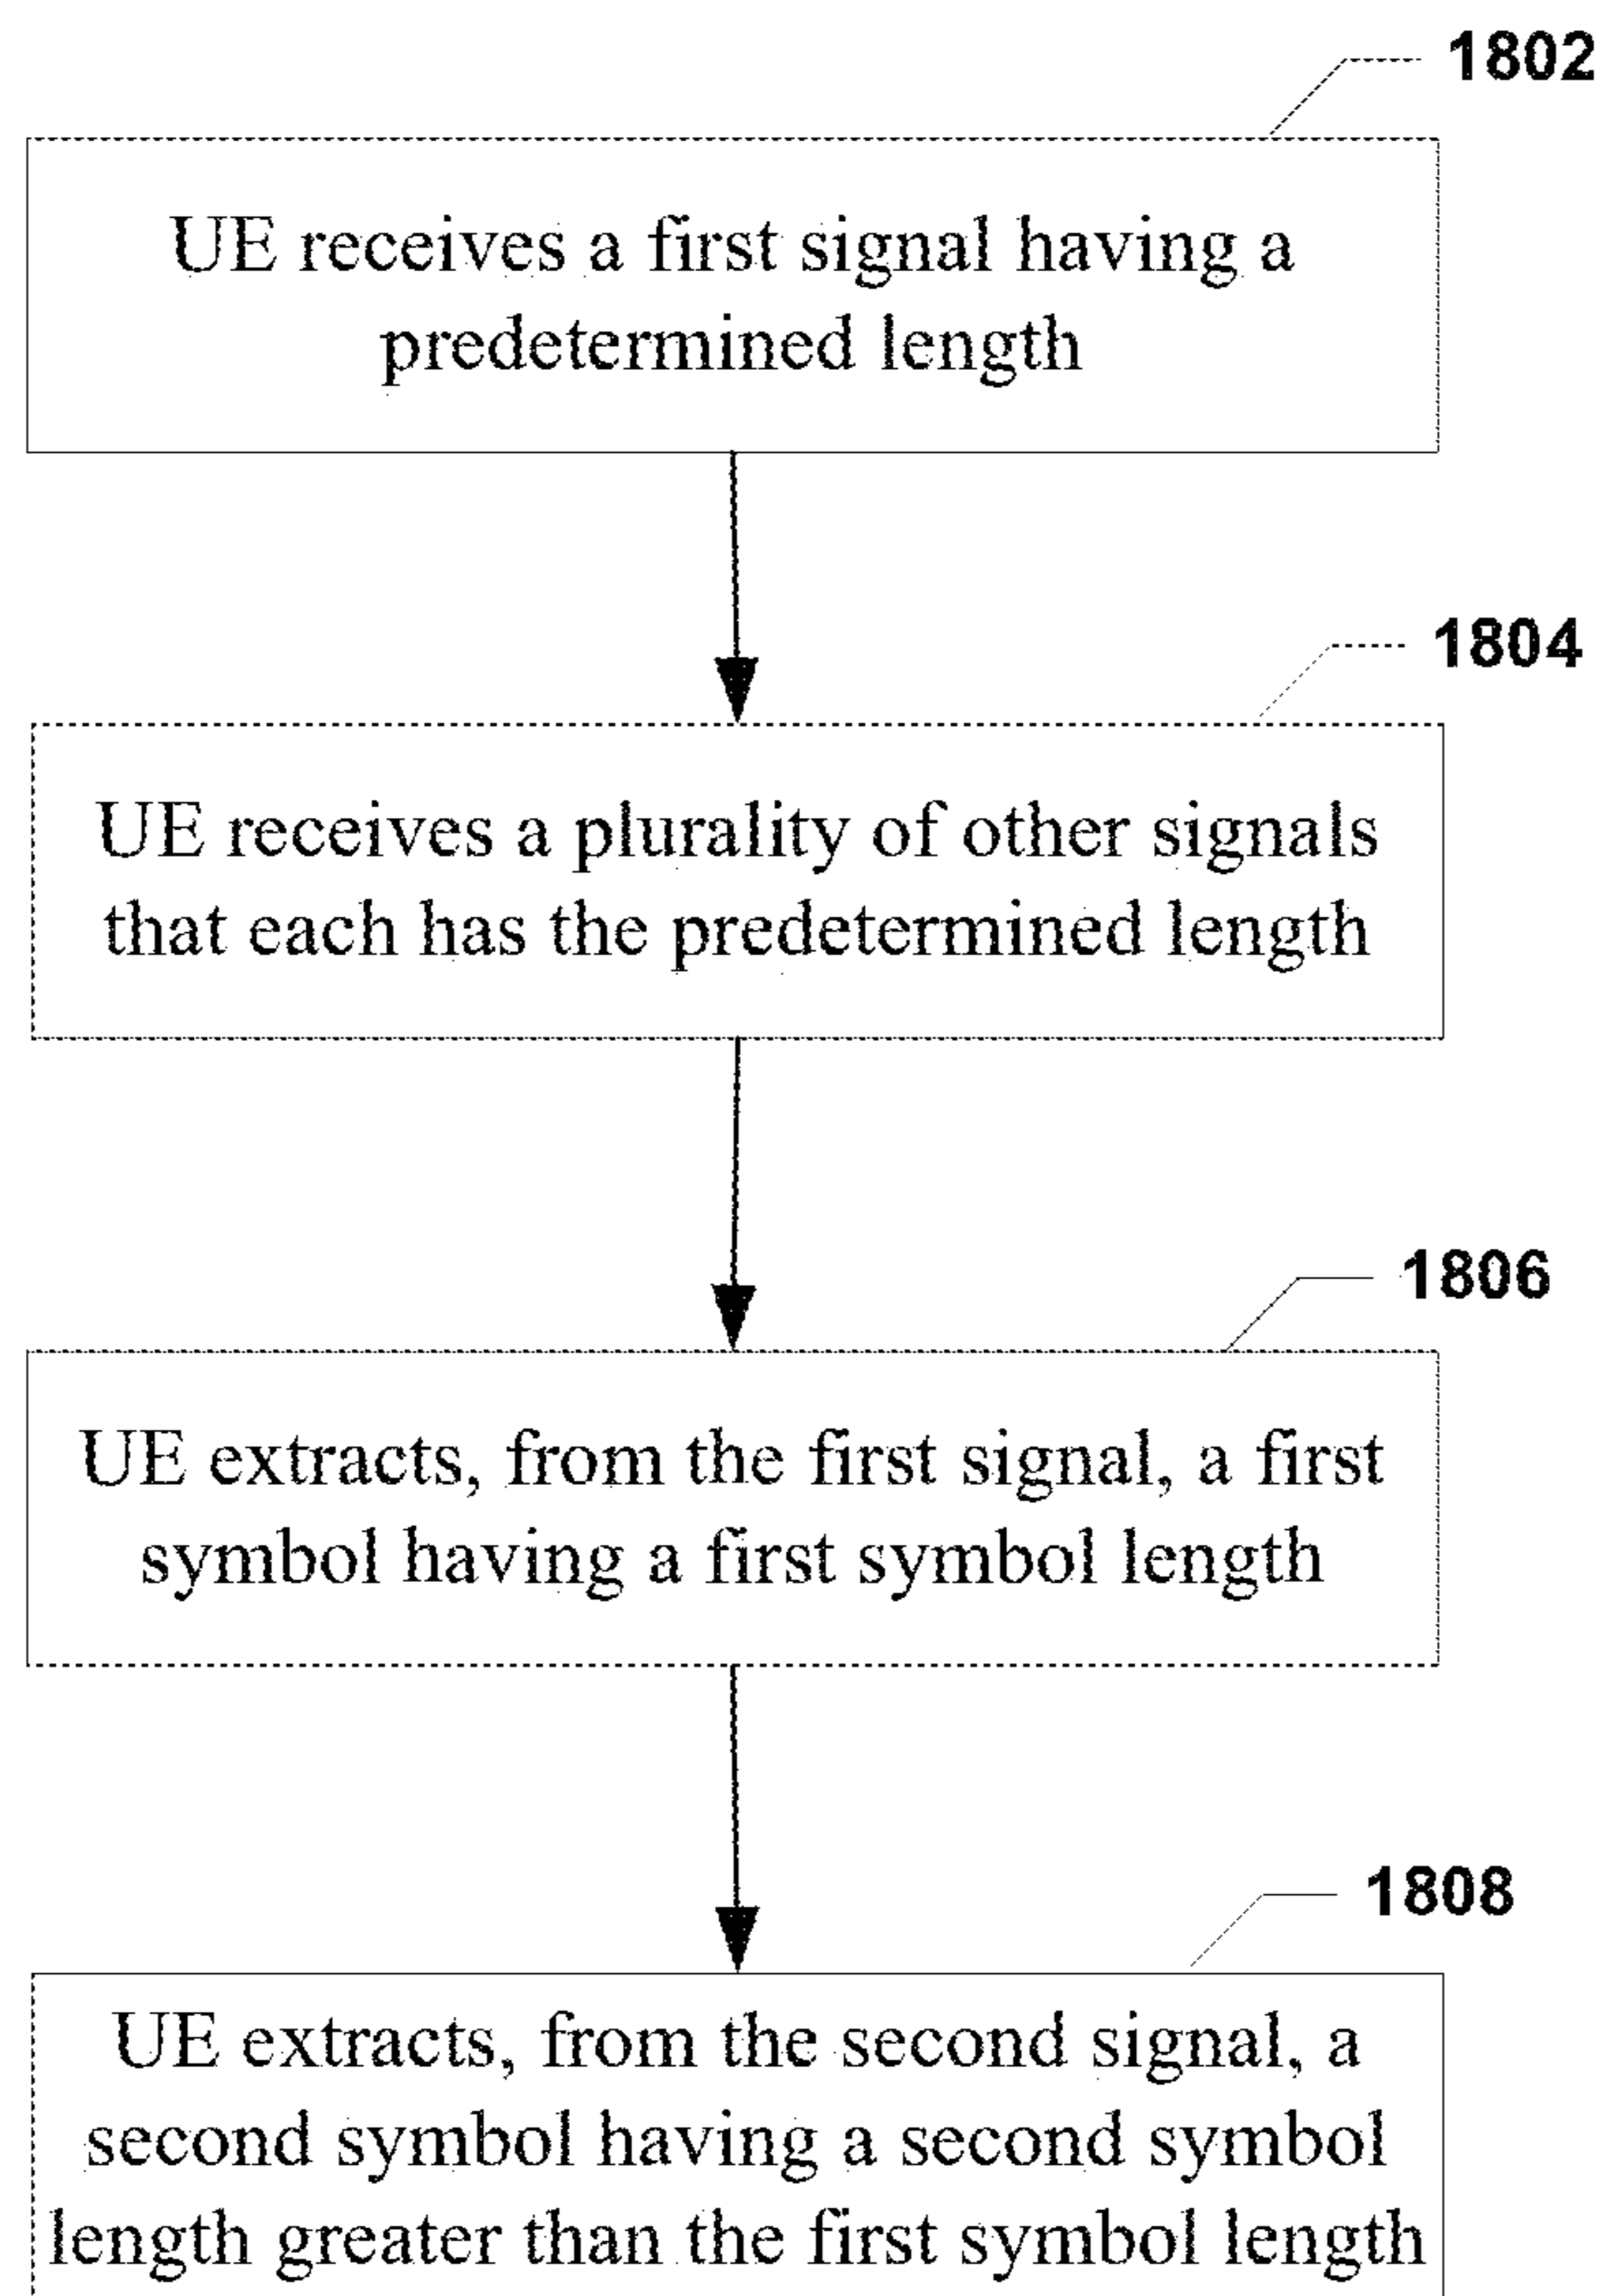 1802
UE receives a first signal having a
predetermined length
1804
UE receives a plurality of other signals
that each has the predetermined length
1806
UE extracts, from the first signal, a first
symbol having a first symbol length
1808
UE extracts, from the second signal, a
second symbol having a second symbol
length greater than the first symbol length